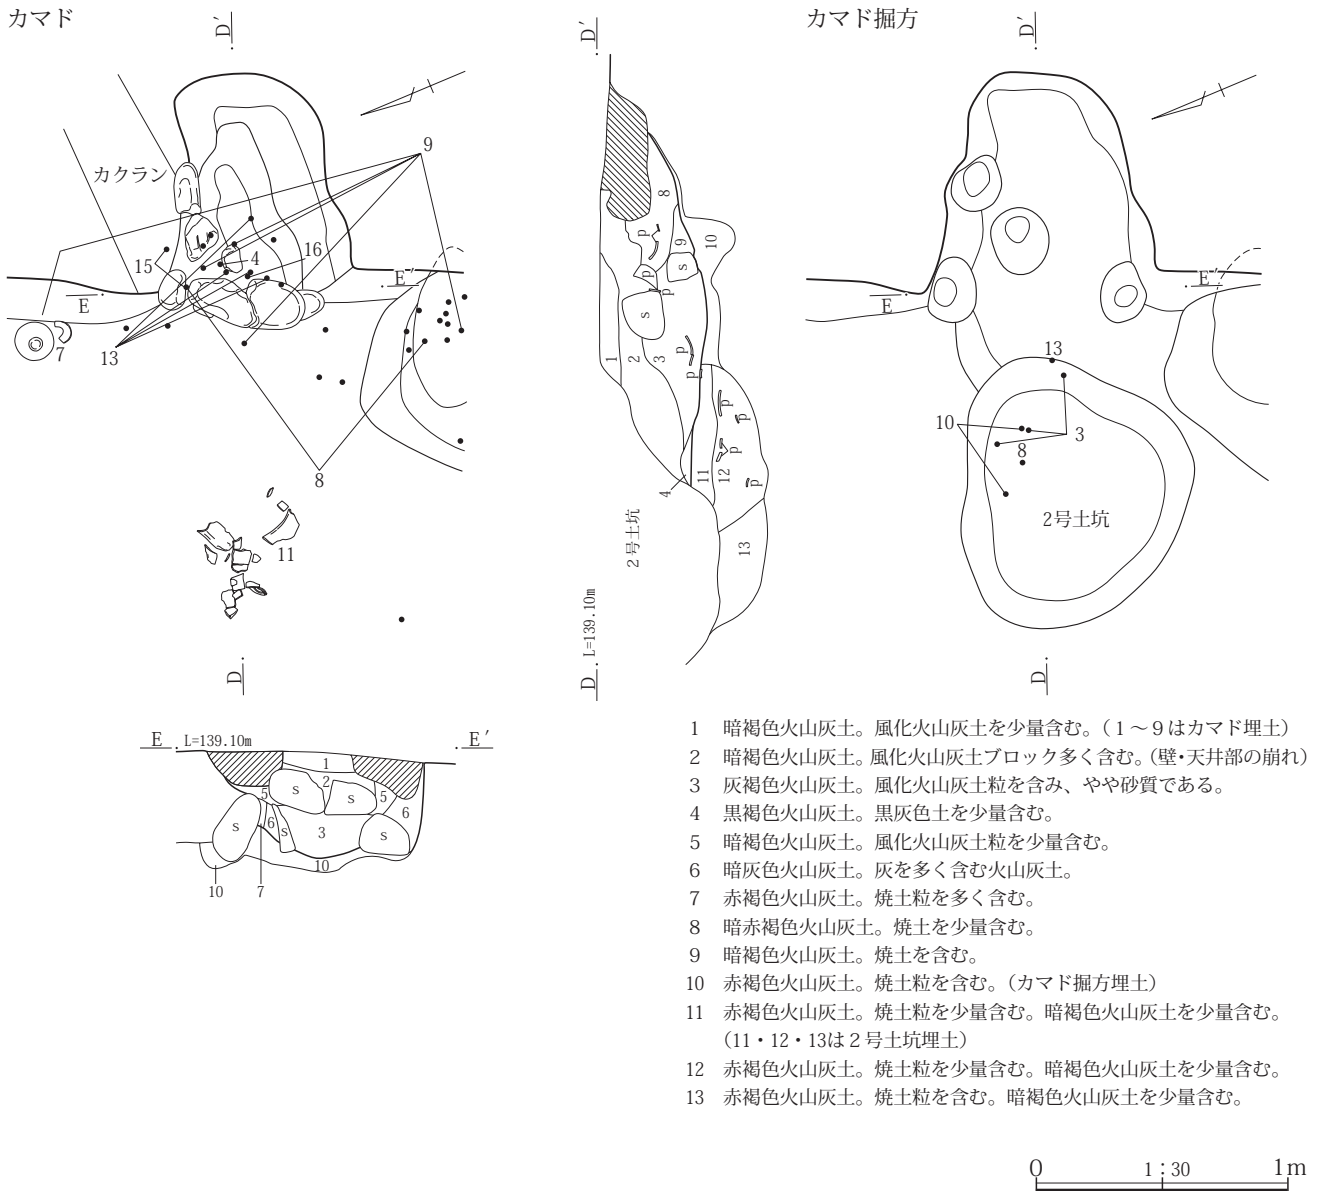 カマド
D′
カクラン
9
16
4
15
E
E′
7
13
8
11
D
D′
8
9
10
p
s
p
p
s
1
2
3
p
p
p
p
p
11
12
p
4
2号土坑
13
L=139.10m
D
カマド掘方
D′
E
E′
13
10
3
8
2号土坑
D
E
L=139.10m
E′
1
2
s
s
5
5
6
6
s
s
3
s
10
10
7
1 暗褐色火山灰土。風化火山灰土を少量含む。(1～9はカマド埋土)
2 暗褐色火山灰土。風化火山灰土ブロック多く含む。(壁・天井部の崩れ)
3 灰褐色火山灰土。風化火山灰土粒を含み、やや砂質である。
4 黒褐色火山灰土。黒灰色土を少量含む。
5 暗褐色火山灰土。風化火山灰土粒を少量含む。
6 暗灰色火山灰土。灰を多く含む火山灰土。
7 赤褐色火山灰土。焼土粒を多く含む。
8 暗赤褐色火山灰土。焼土を少量含む。
9 暗褐色火山灰土。焼土を含む。
10 赤褐色火山灰土。焼土粒を含む。(カマド掘方埋土)
11 赤褐色火山灰土。焼土粒を少量含む。暗褐色火山灰土を少量含む。
(11・12・13は2号土坑埋土)
12 赤褐色火山灰土。焼土粒を少量含む。暗褐色火山灰土を少量含む。
13 赤褐色火山灰土。焼土粒を含む。暗褐色火山灰土を少量含む。
0 1：30 1m